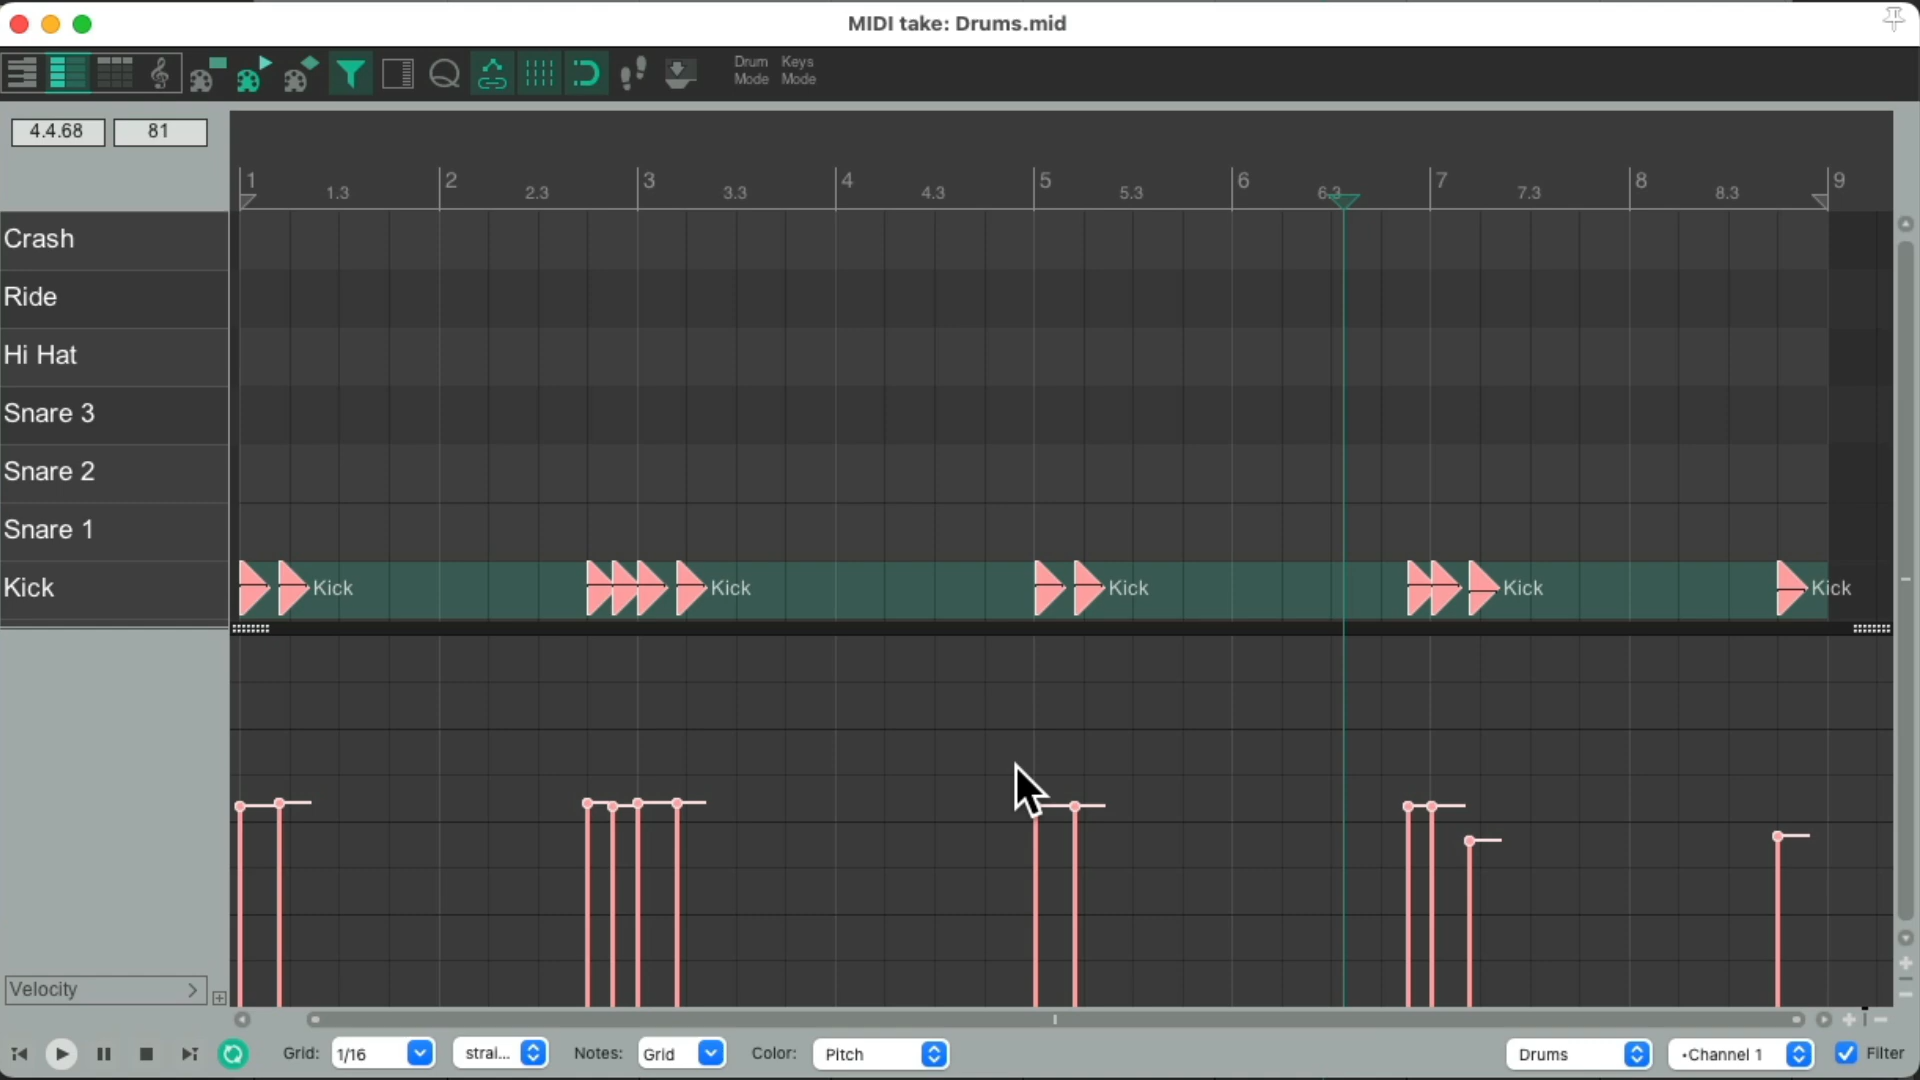 MIDI take: Drums.mid
Drum Mode
Keys Mode
4.4.68
81
1 1.3 2 2.3 3 3.3 4 4.3 5 5.3 6 6.3 7 7.3 8 8.3 9
Crash
Ride
Hi Hat
Snare 3
Snare 2
Snare 1
Kick
Kick Kick Kick Kick Kick
Velocity
Grid: 1/16 strai... Notes: Grid Color: Pitch Drums •Channel 1 Filter